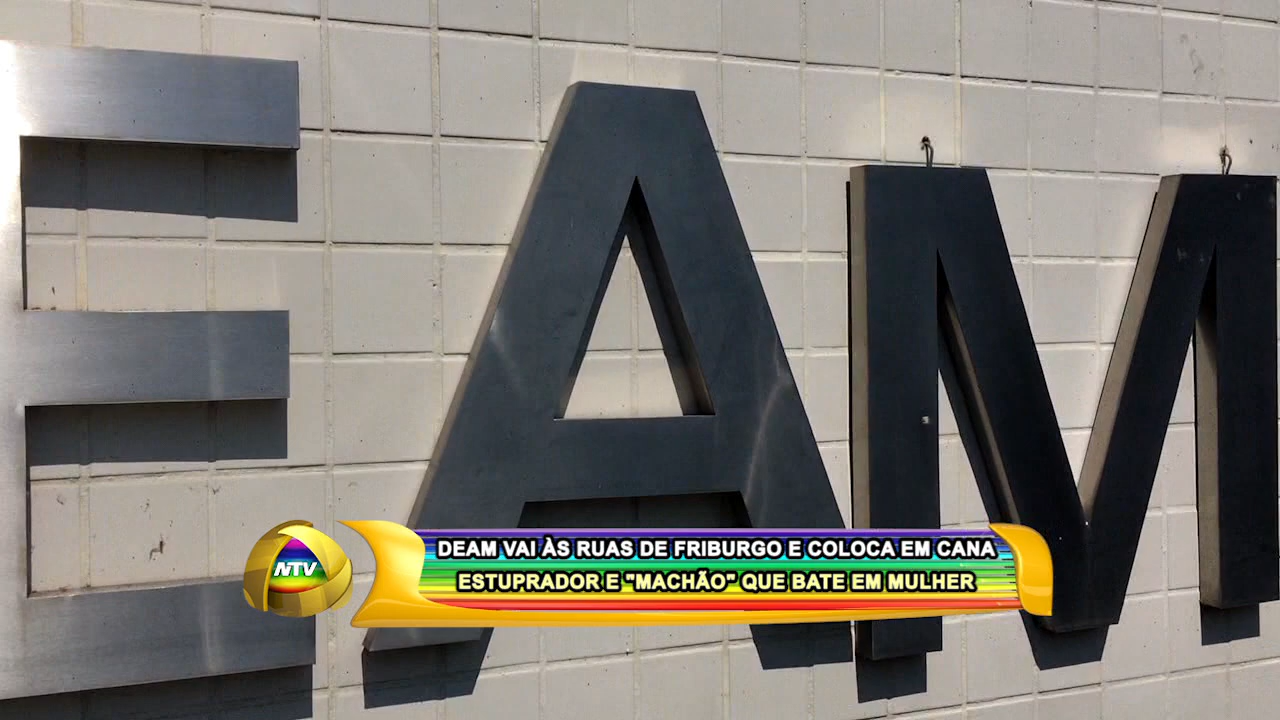 EAM
NTV
DEAM VAI ÀS RUAS DE FRIBURGO E COLOCA EM CANA
ESTUPRADOR E "MACHÃO" QUE BATE EM MULHER